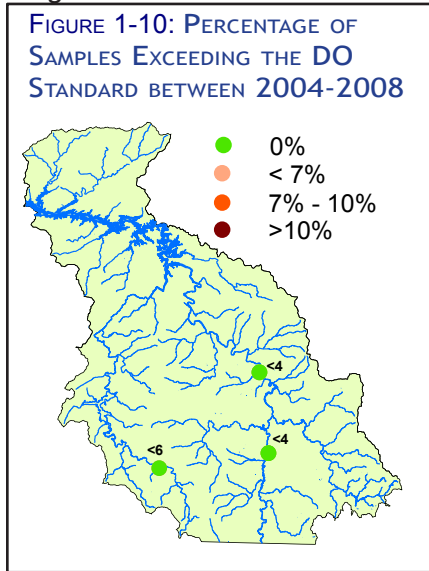 FIGURE 1-10: PERCENTAGE OF
SAMPLES EXCEEDING THE DO
STANDARD BETWEEN 2004-2008
0%
< 7%
7% - 10%
>10%
<4
<4
<6